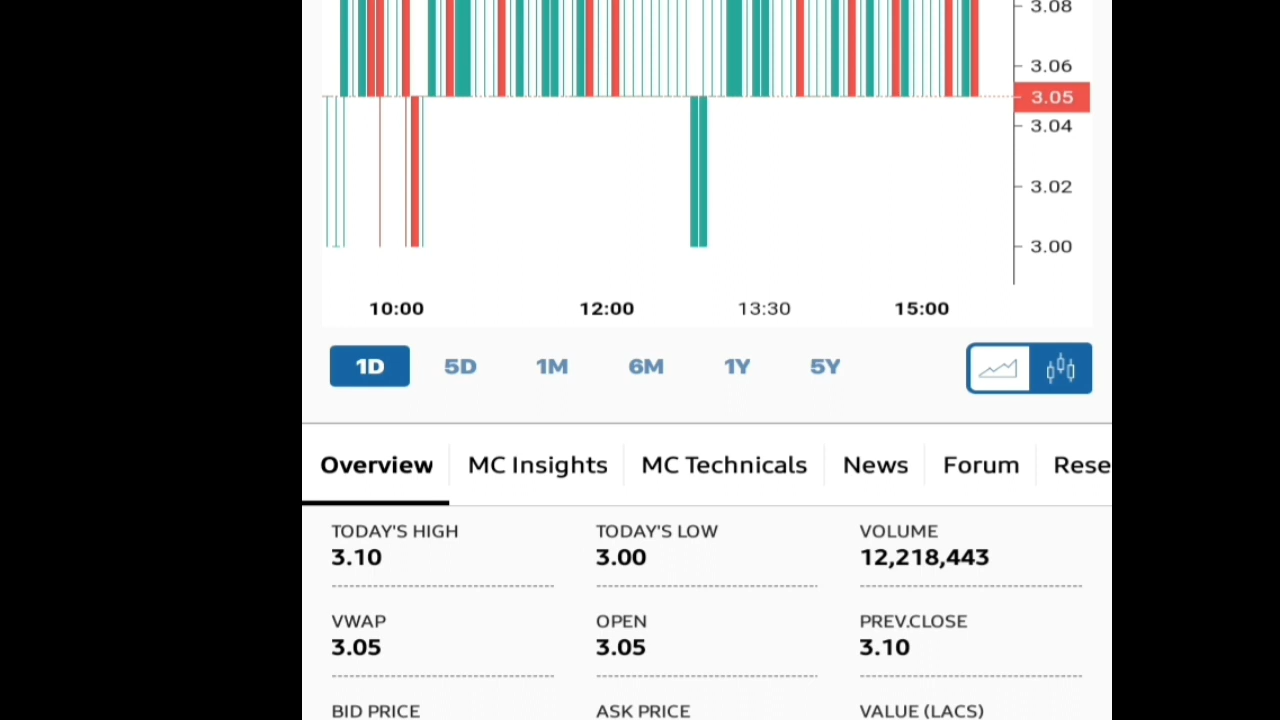 3.08
3.06
3.05
3.04
3.02
3.00
10:00 12:00 13:30 15:00
1D 5D 1M 6M 1Y 5Y
Overview MC Insights MC Technicals News Forum Rese
TODAY'S HIGH TODAY'S LOW VOLUME
3.10 3.00 12,218,443
VWAP OPEN PREV.CLOSE
3.05 3.05 3.10
BID PRICE ASK PRICE VALUE (LACS)